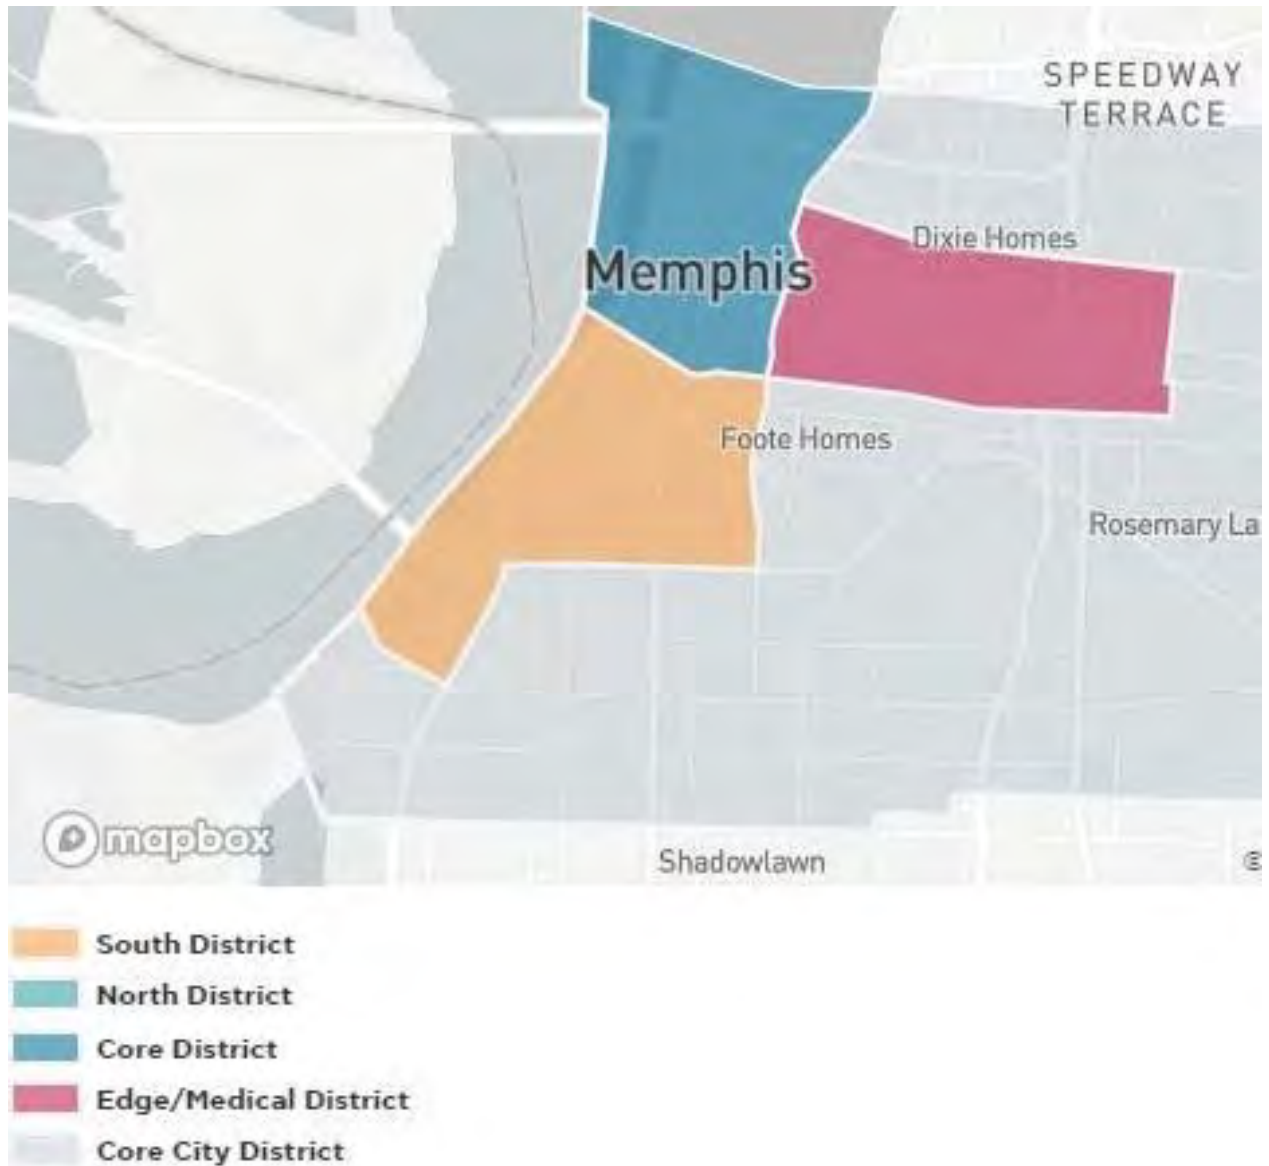 SPEEDWAY
TERRACE
Dixie Homes
Memphis
Foote Homes
Rosemary La
mapbox
Shadowlawn
©
South District
North District
Core District
Edge/Medical District
Core City District